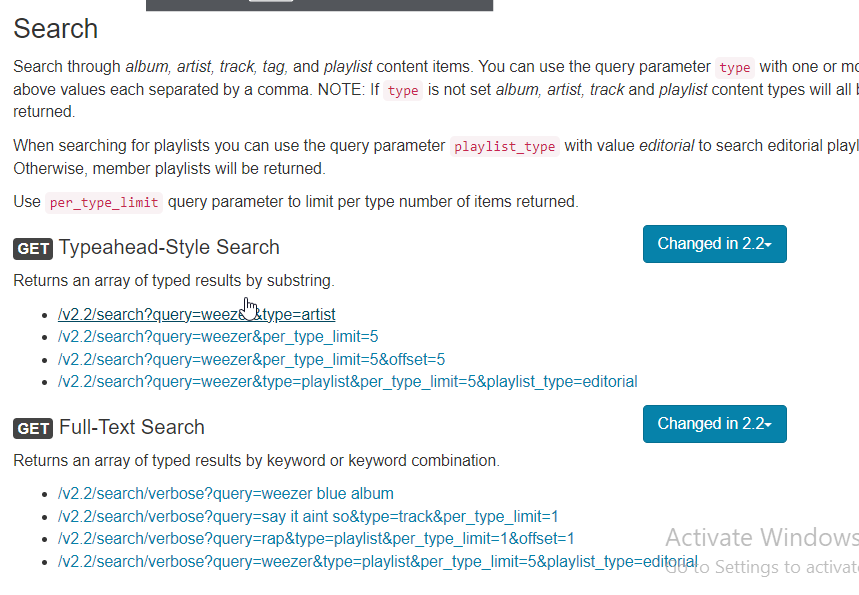 Search
Search through album, artist, track, tag, and playlist content items. You can use the query parameter type with one or
above values each separated by a comma. NOTE: If type is not set album, artist, track and playlist content types will all
returned.
When searching for playlists you can use the query parameter playlist_type with value editorial to search editorial
Otherwise, member playlists will be returned.
Use per_type_limit query parameter to limit per type number of items returned.
GET Typeahead-Style Search
Changed in 2.2
Returns an array of typed results by substring.
/v2.2/search?query=weezer&type=artist
/v2.2/search?query=weezer&per_type_limit=5
/v2.2/search?query=weezer&per_type_limit=5&offset=5
/v2.2/search?query=weezer&type=playlist&per_type_limit=5&playlist_type=editorial
GET Full-Text Search
Changed in 2.2
Returns an array of typed results by keyword or keyword combination.
/v2.2/search/verbose?query=weezer blue album
/v2.2/search/verbose?query=say it aint so&type=track&per_type_limit=1
/v2.2/search/verbose?query=rap&type=playlist&per_type_limit=1&offset=1
/v2.2/search/verbose?query=weezer&type=playlist&per_type_limit=5&playlist_type=editorial
Activate Windows
Go to Settings to activate